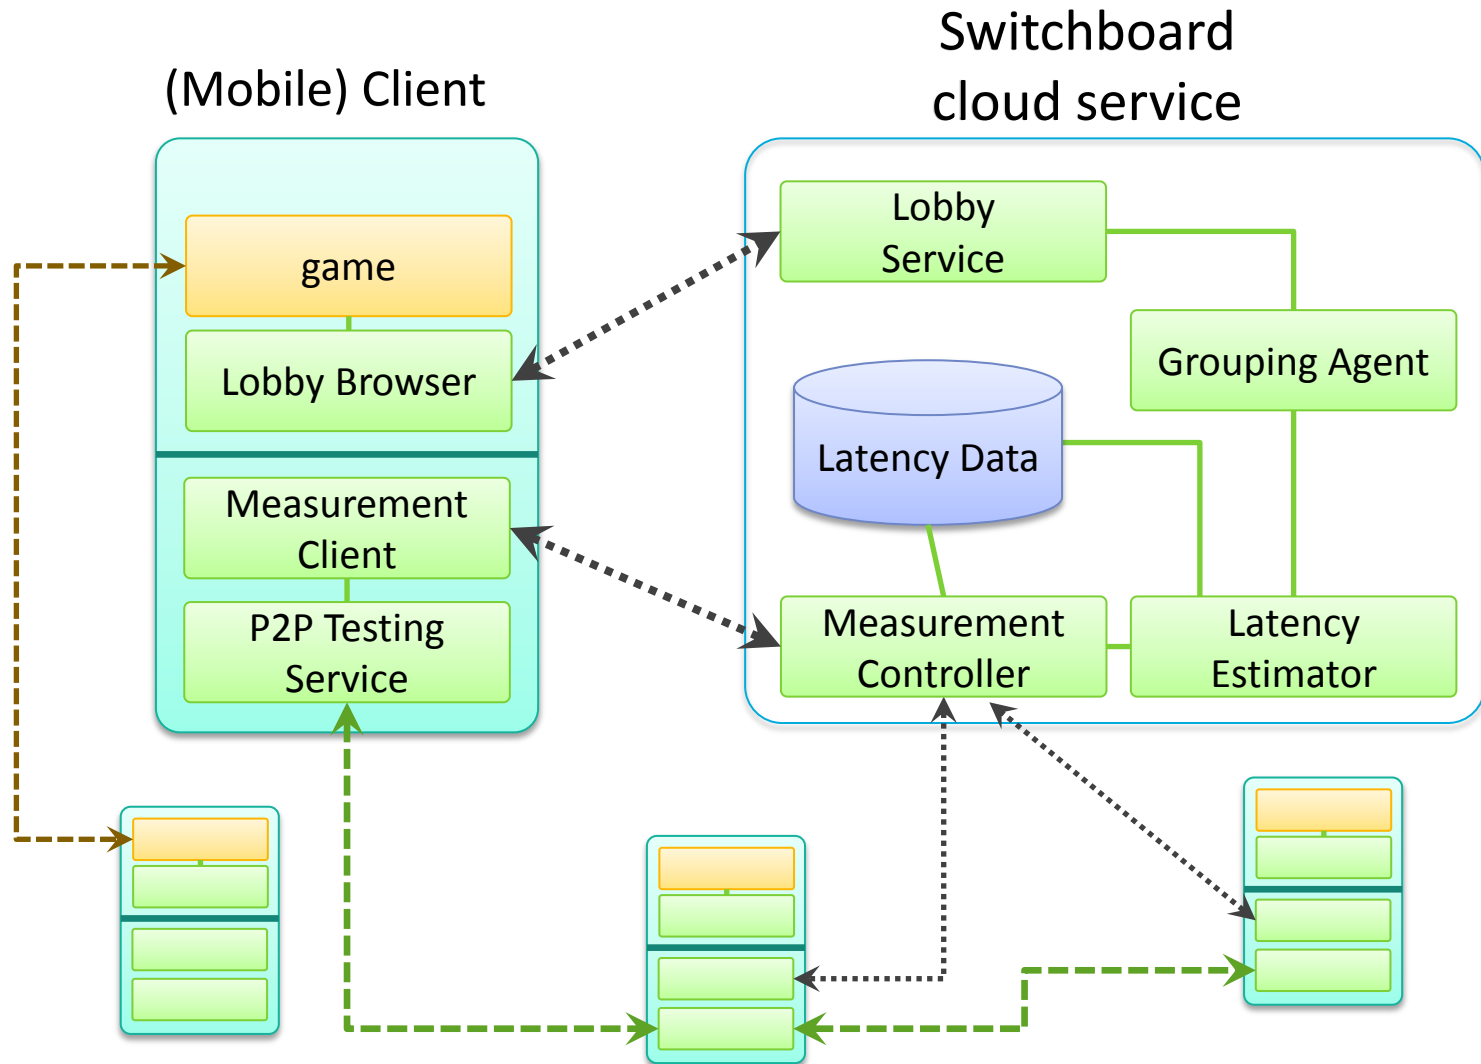 Switchboard
cloud service
(Mobile) Client
game
Lobby Browser
Measurement
Client
P2P Testing
Service
Lobby
Service
Grouping Agent
Latency Data
Measurement
Controller
Latency
Estimator